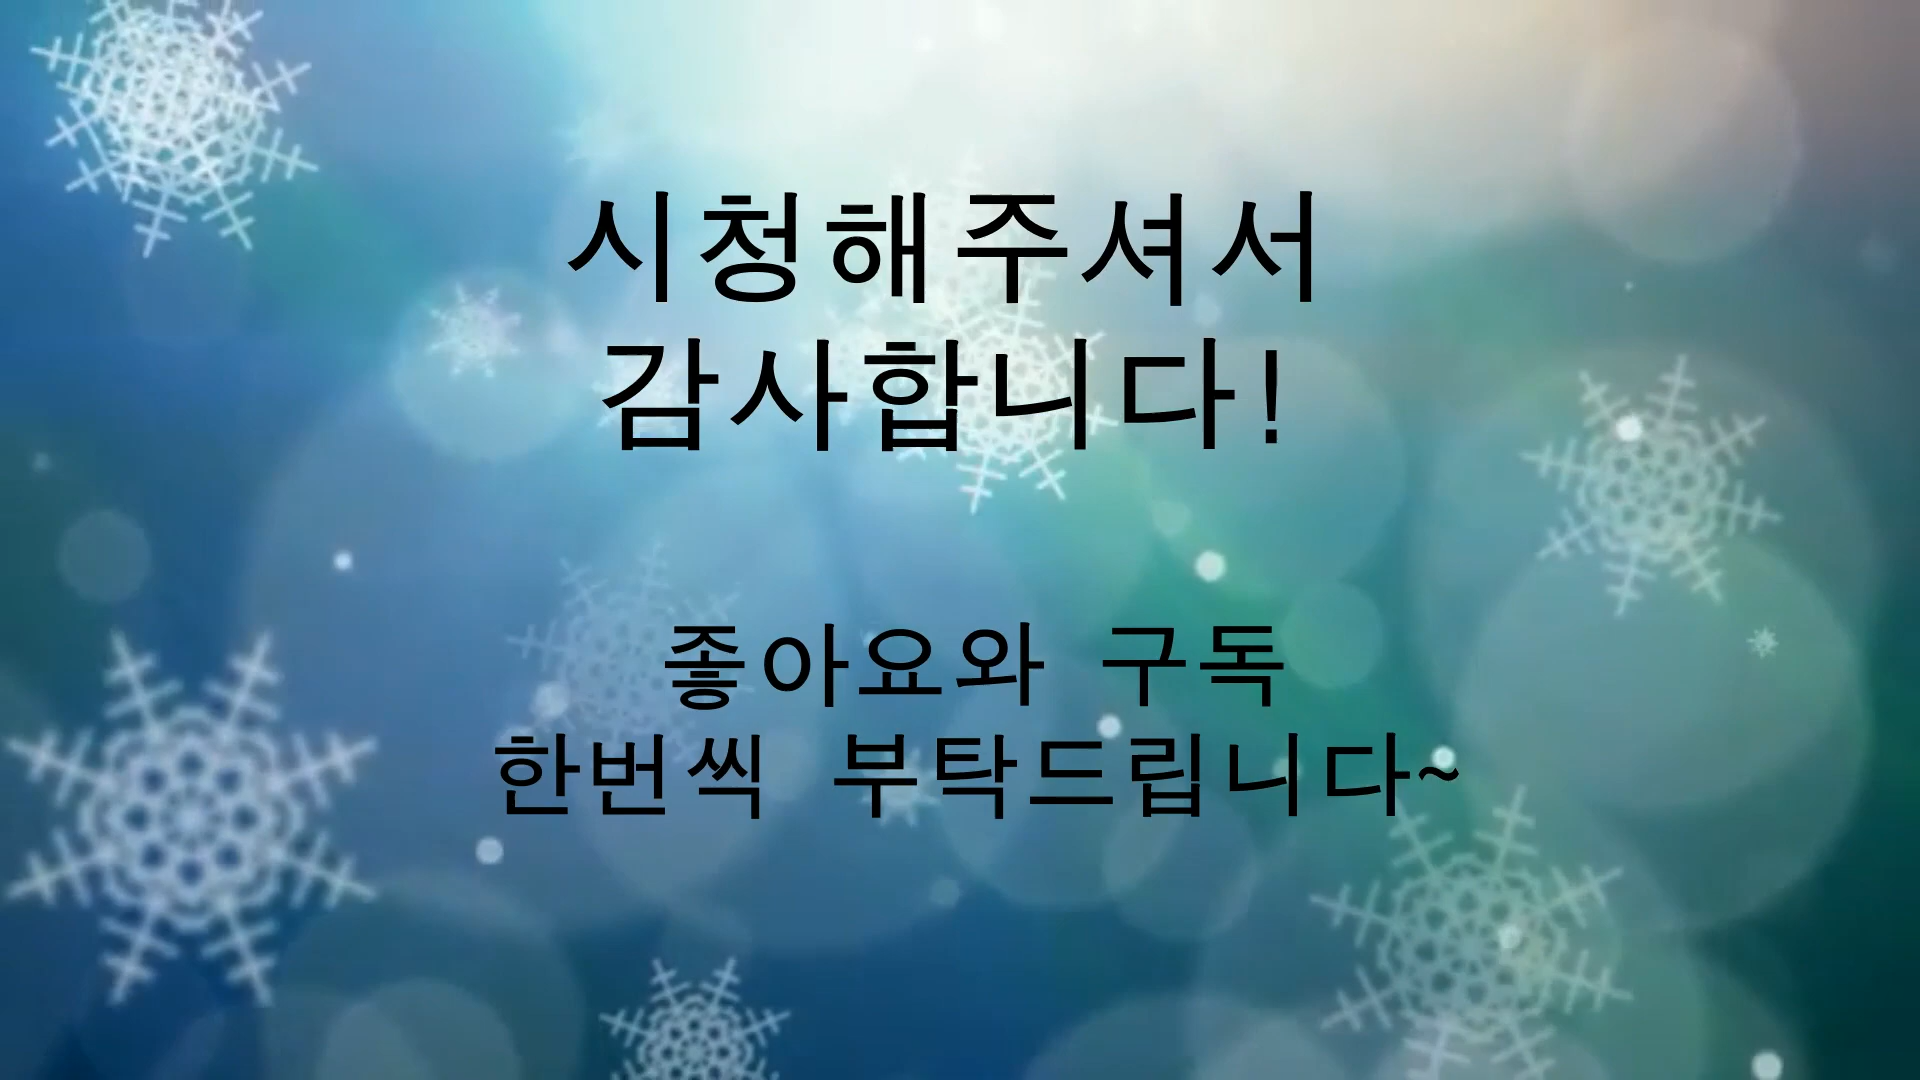 시청해주셔서
감사합니다!
좋아요와 구독
한번씩 부탁드립니다~